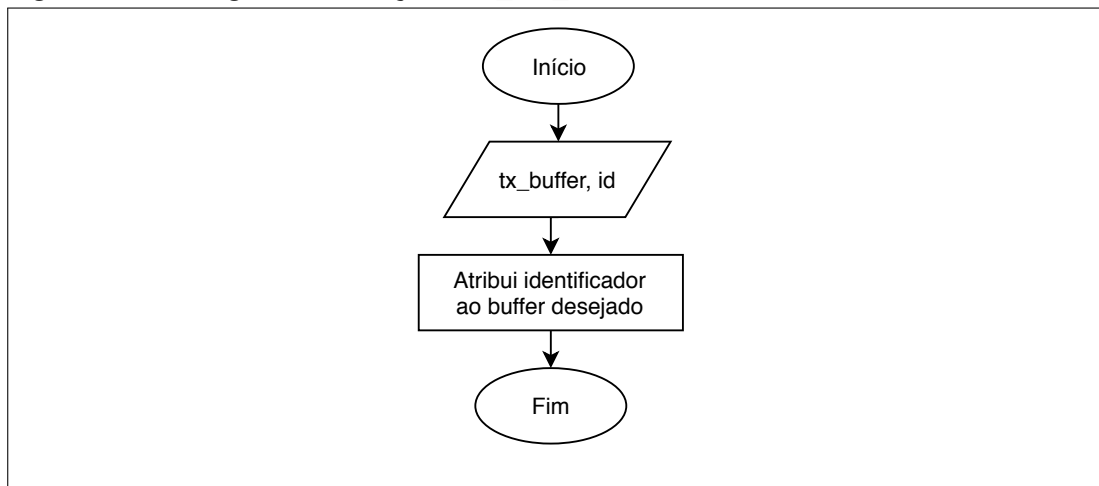 Início
tx_buffer, id
Atribui identificador
ao buffer desejado
Fim